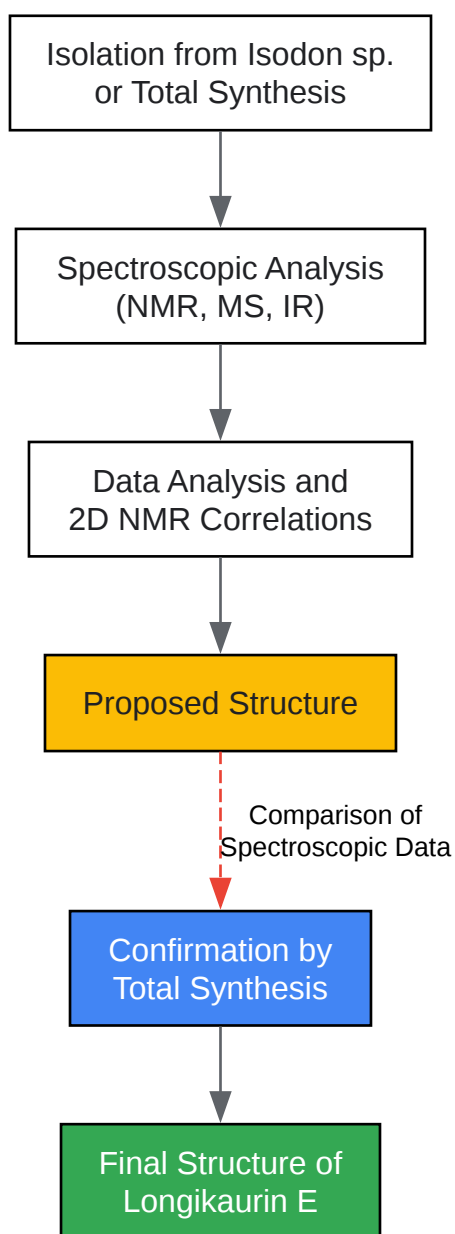 Isolation from Isodon sp.
or Total Synthesis
Spectroscopic Analysis
(NMR, MS, IR)
Data Analysis and
2D NMR Correlations
Proposed Structure
Comparison of
Spectroscopic Data
Confirmation by
Total Synthesis
Final Structure of
Longikaurin E